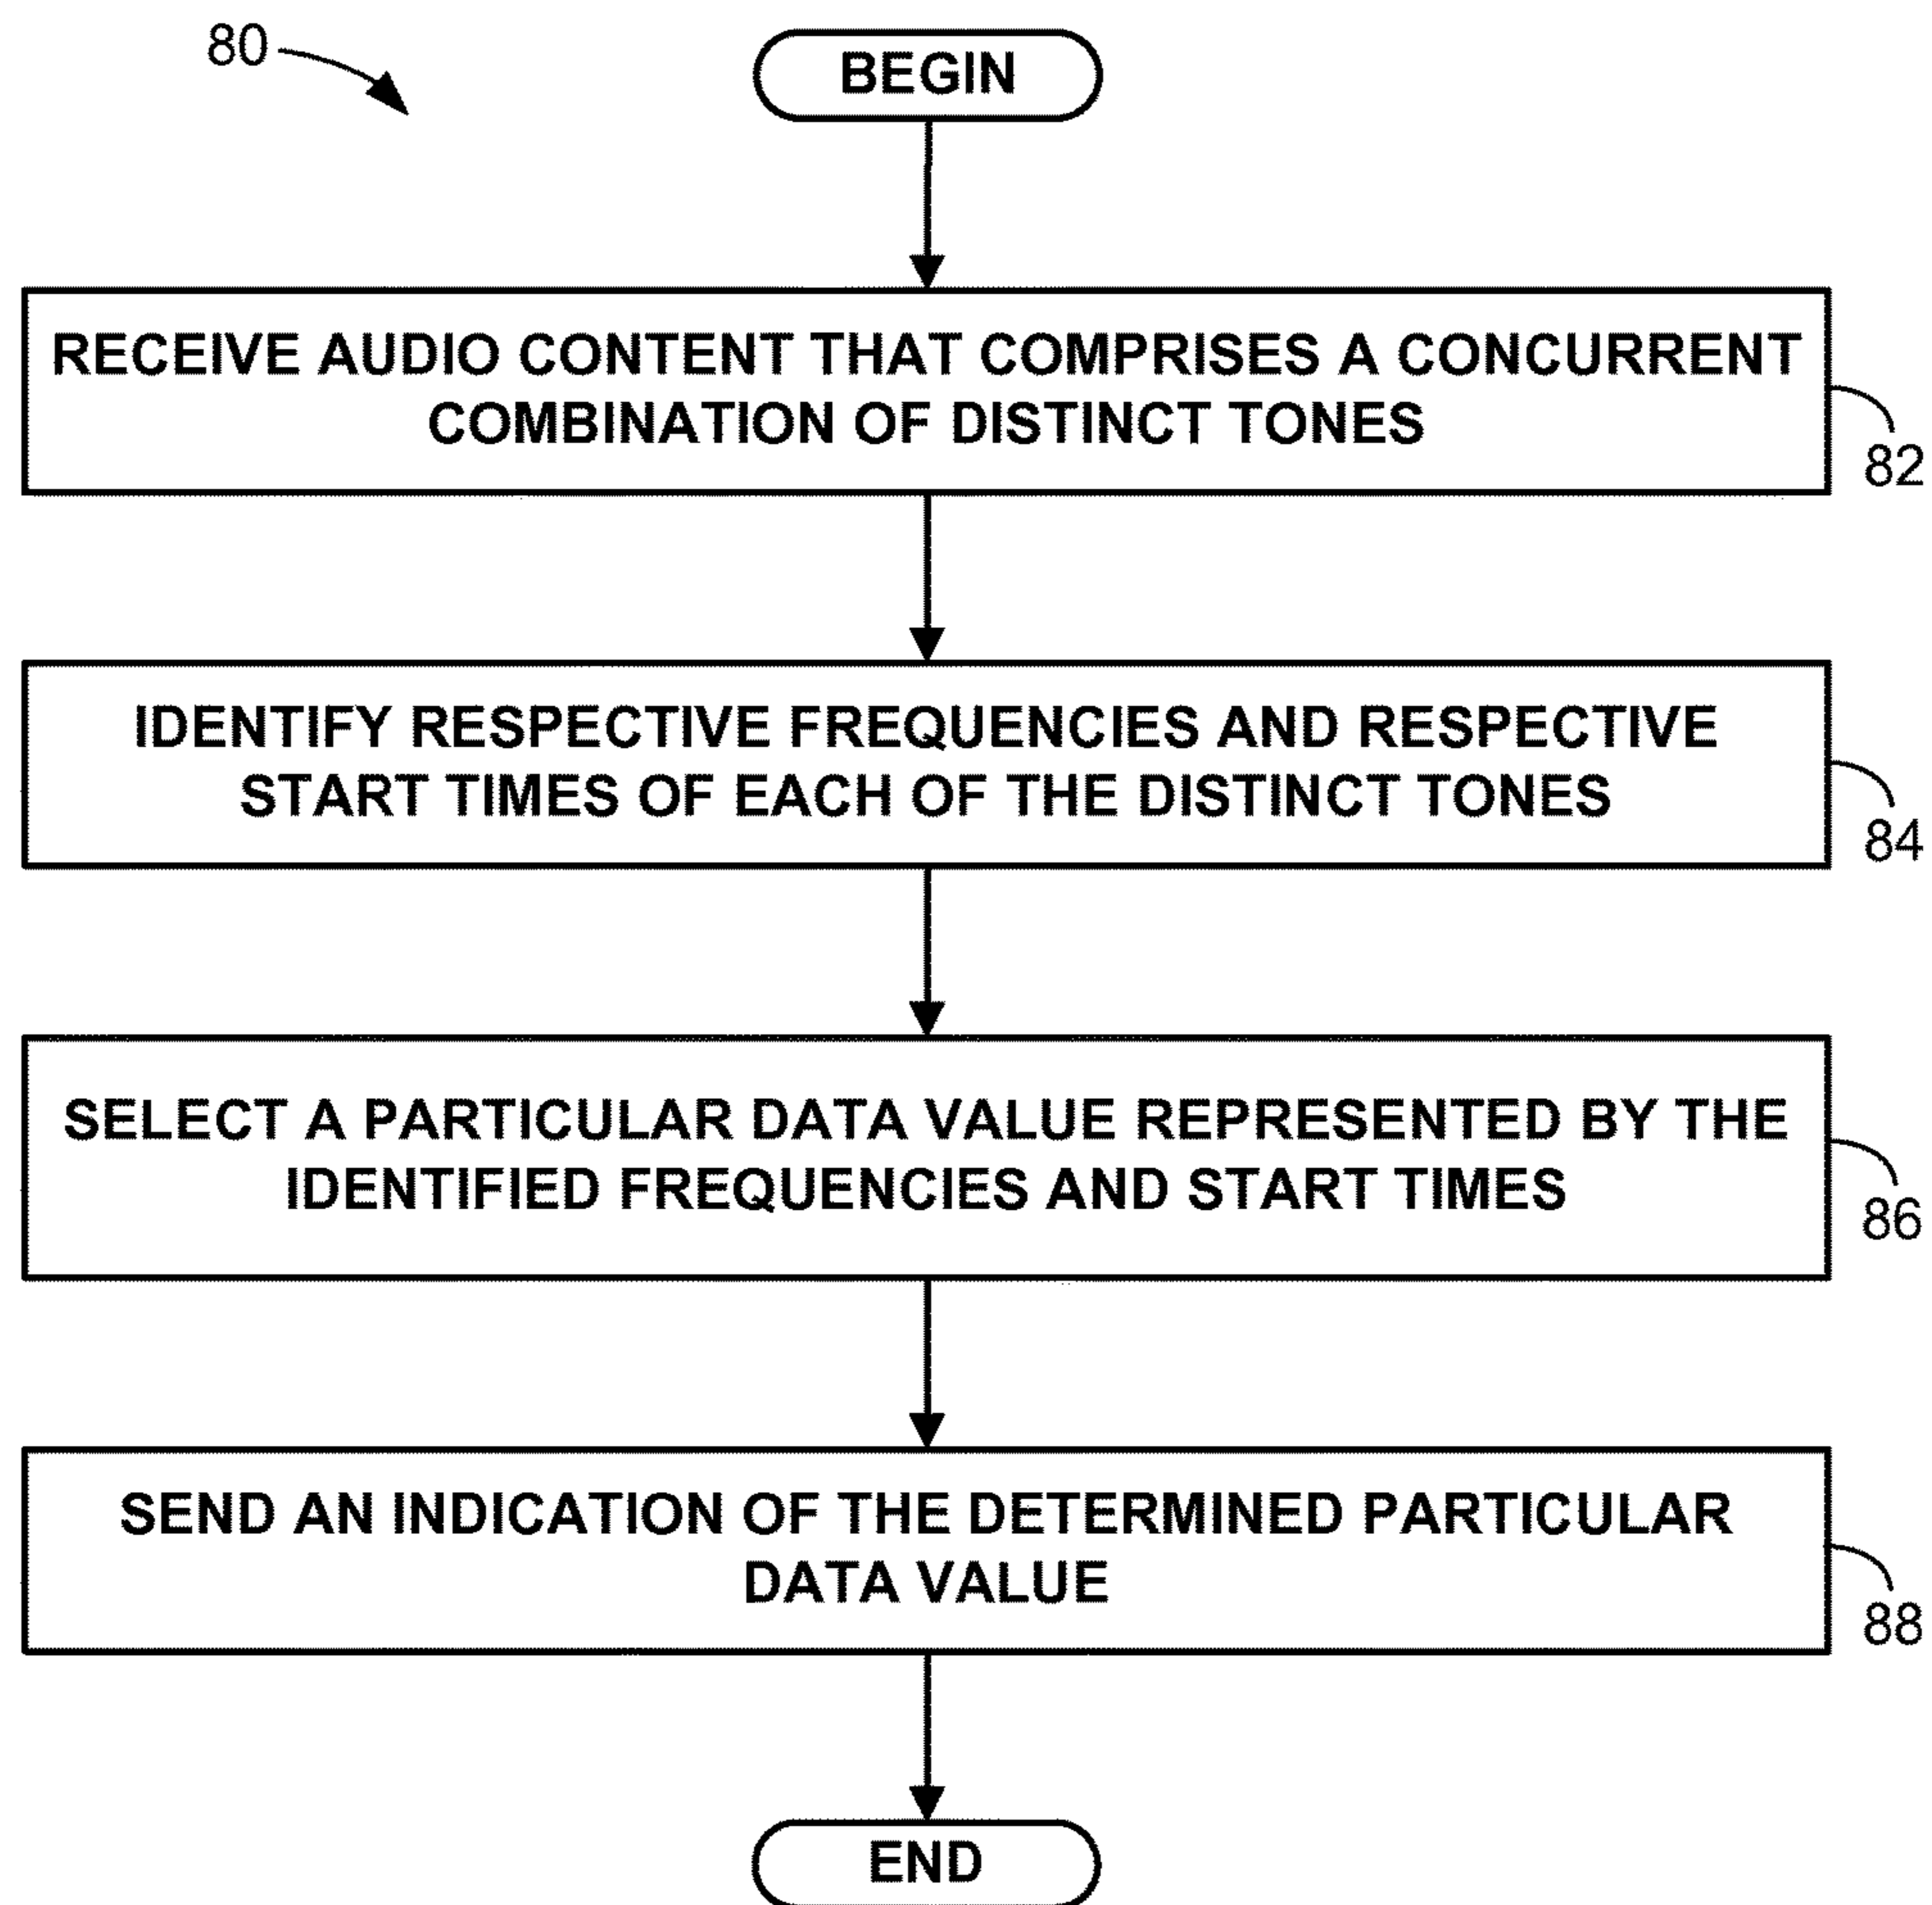 80
BEGIN
RECEIVE AUDIO CONTENT THAT COMPRISES A CONCURRENT
COMBINATION OF DISTINCT TONES
82
IDENTIFY RESPECTIVE FREQUENCIES AND RESPECTIVE
START TIMES OF EACH OF THE DISTINCT TONES
84
SELECT A PARTICULAR DATA VALUE REPRESENTED BY THE
IDENTIFIED FREQUENCIES AND START TIMES
86
SEND AN INDICATION OF THE DETERMINED PARTICULAR
DATA VALUE
88
END